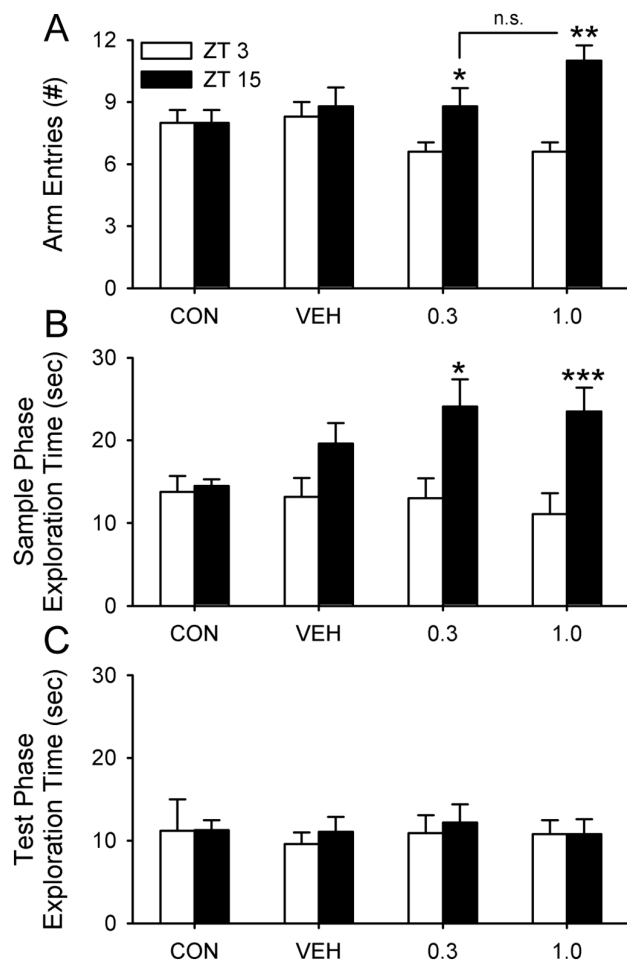 A
n.s.
12
ZT 3
ZT 15
*
**
9
6
3
0
Arm Entries (#)
CON VEH 0.3 1.0
B
30
*
***
20
10
0
Sample Phase
Exploration Time (sec)
CON VEH 0.3 1.0
C
30
20
10
0
Test Phase
Exploration Time (sec)
CON VEH 0.3 1.0